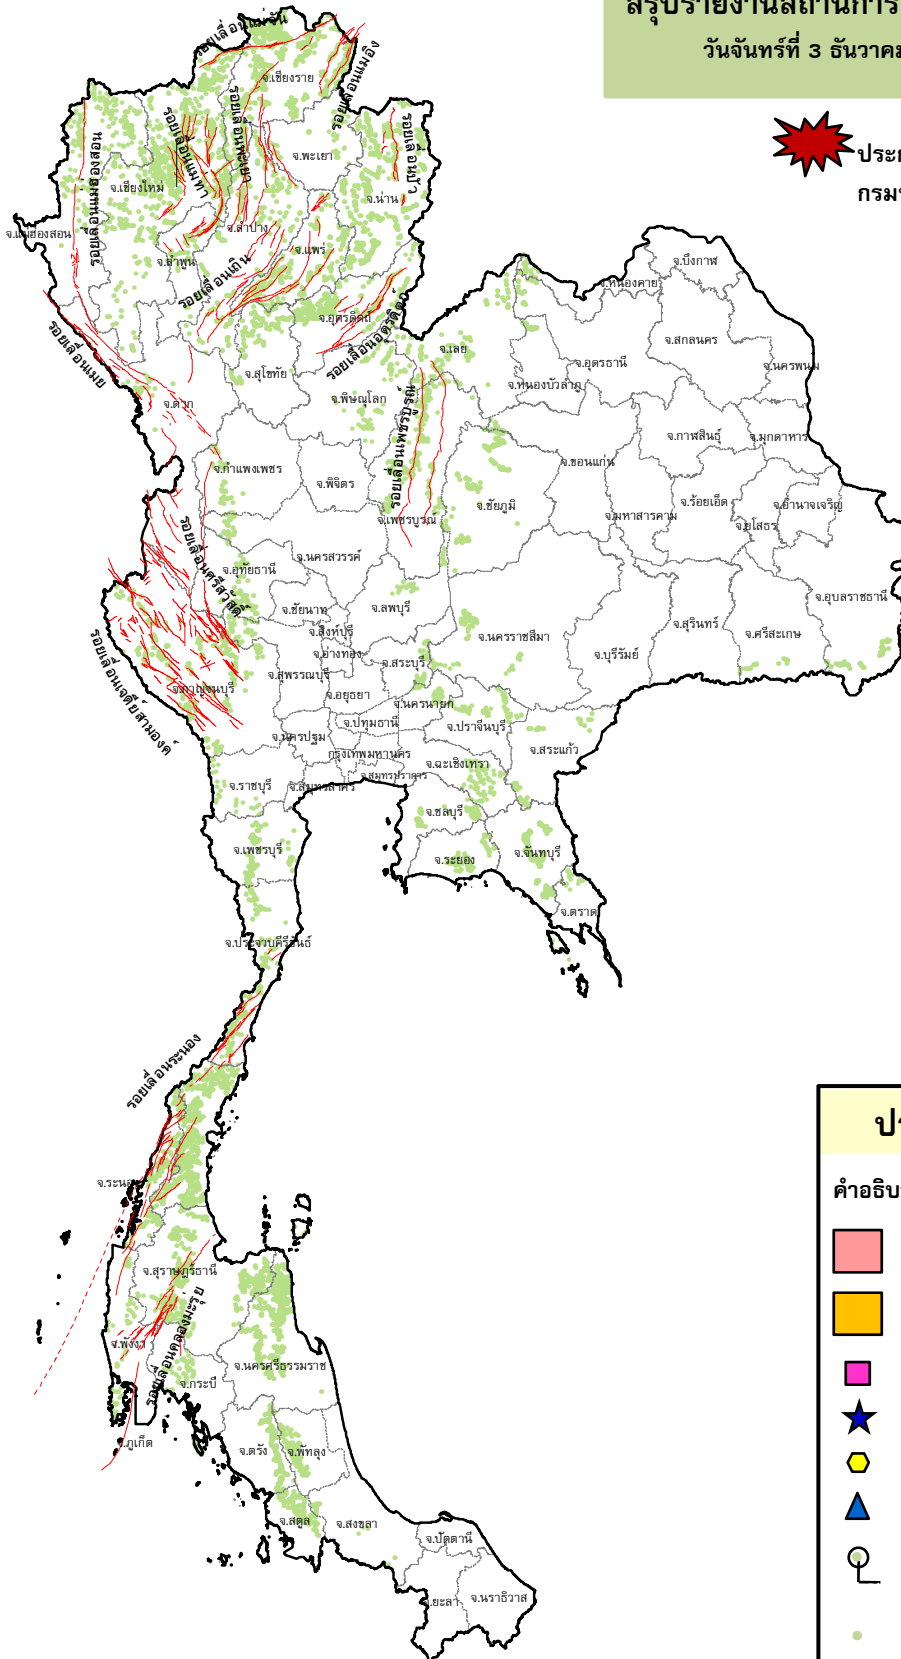 สรุปรายงานสถานการ
วันจันทร์ที่ 3 ธันวาคม
ประ
กรม
รอยเลื่อนแม่จัน
รอยเลื่อนแม่อิง
จ.เชียงราย
รอยเลื่อนพะเยา
รอยเลื่อนแม่ทา
รอยเลื่อนปัว
รอยเลื่อนแม่ฮ่องสอน
จ.พะเยา
จ.เชียงใหม่
จ.น่าน
จ.แม่ฮ่องสอน
จ.ลำปาง
จ.แพร่
จ.ลำพูน
รอยเลื่อนเถิน
จ.บึงกาฬ
จ.หนองคาย
จ.อุตรดิตถ์
รอยเลื่อนอุตรดิตถ์
จ.สกลนคร
รอยเลื่อนเมย
จ.เลย
จ.อุดรธานี
จ.นครพนม
จ.สุโขทัย
จ.หนองบัวลำภู
จ.ตาก
จ.พิษณุโลก
รอยเลื่อนเพชรบูรณ์
จ.กาฬสินธุ์
จ.มุกดาหาร
จ.กำแพงเพชร
จ.พิจิตร
จ.ขอนแก่น
จ.ชัยภูมิ
จ.ร้อยเอ็ด
จ.อำนาจเจริญ
จ.มหาสารคาม
จ.ยโสธร
จ.เพชรบูรณ์
รอยเลื่อนศรีสวัสดิ์
จ.นครสวรรค์
จ.อุทัยธานี
จ.อุบลราชธานี
จ.ชัยนาท
จ.ลพบุรี
จ.สิงห์บุรี
จ.นครราชสีมา
จ.สุรินทร์
จ.ศรีสะเกษ
จ.อ่างทอง
จ.บุรีรัมย์
จ.สระบุรี
จ.สุพรรณบุรี
จ.กาญจนบุรี
จ.อยุธยา
จ.นครนายก
รอยเลื่อนเจดีย์สามองค์
จ.ปทุมธานี
จ.ปราจีนบุรี
จ.นครปฐม
จ.สระแก้ว
กรุงเทพมหานคร
จ.ฉะเชิงเทรา
จ.สมุทรปราการ
จ.ราชบุรี
จ.สมุทรสาคร
จ.ชลบุรี
จ.เพชรบุรี
จ.ระยอง
จ.จันทบุรี
จ.ตราด
จ.ประจวบคีรีขันธ์
รอยเลื่อนระนอง
จ.ระนอง
จ.สุราษฎร์ธานี
รอยเลื่อนคลองมะรุ่ย
จ.พังงา
จ.นครศรีธรรมราช
จ.กระบี่
จ.ภูเก็ต
จ.ตรัง
จ.พัทลุง
จ.สตูล
จ.สงขลา
จ.ปัตตานี
จ.ยะลา
จ.นราธิวาส
ปร
คำอธิบ